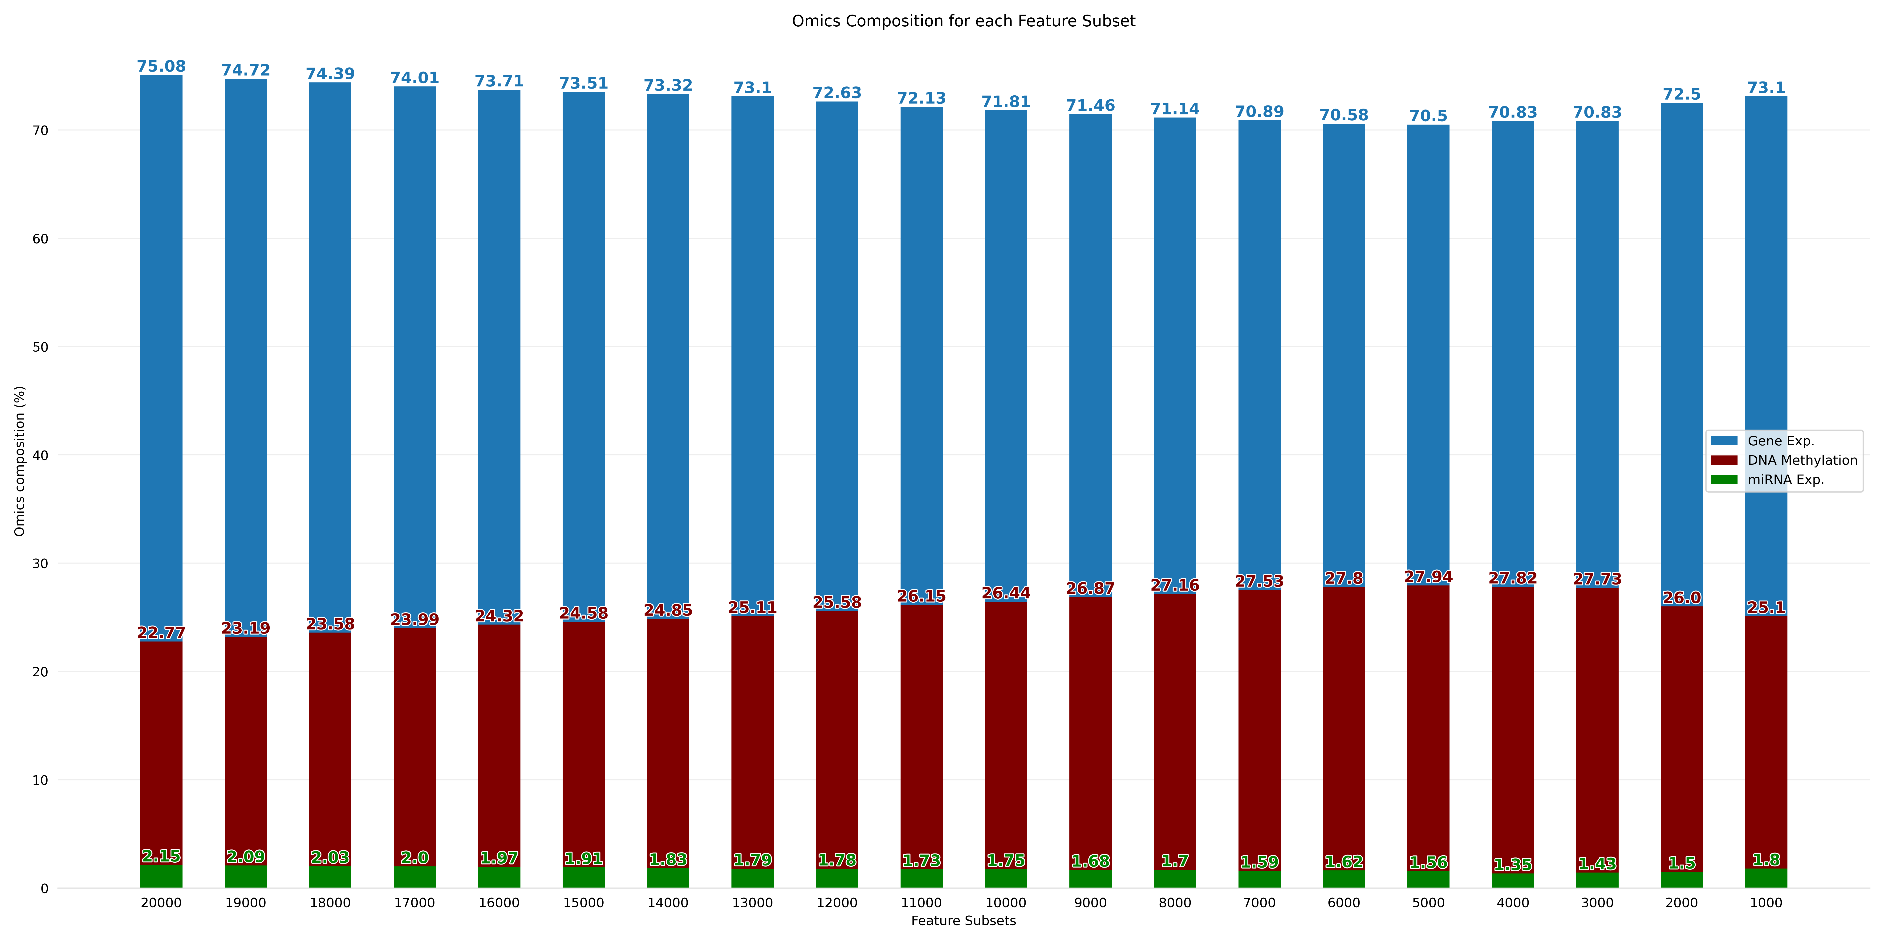 Omics Composition for each Feature Subset
75.08 74.72 74.39 74.01 73.71 73.51 73.32 73.1 72.63 72.13 71.81 71.46 71.14 70.89 70.58 70.5 70.83 70.83 72.5 73.1
70
60
50
40
30
20
10
0
Omics composition (%)
Gene Exp.
DNA Methylation
miRNA Exp.
22.77 23.19 23.58 23.99 24.32 24.58 24.85 25.11 25.58 26.15 26.44 26.87 27.16 27.53 27.8 27.94 27.82 27.73 26.0 25.1
2.15 2.09 2.03 2.0 1.97 1.91 1.83 1.79 1.78 1.73 1.75 1.68 1.7 1.59 1.62 1.56 1.35 1.43 1.5 1.8
20000 19000 18000 17000 16000 15000 14000 13000 12000 11000 10000 9000 8000 7000 6000 5000 4000 3000 2000 1000
Feature Subsets